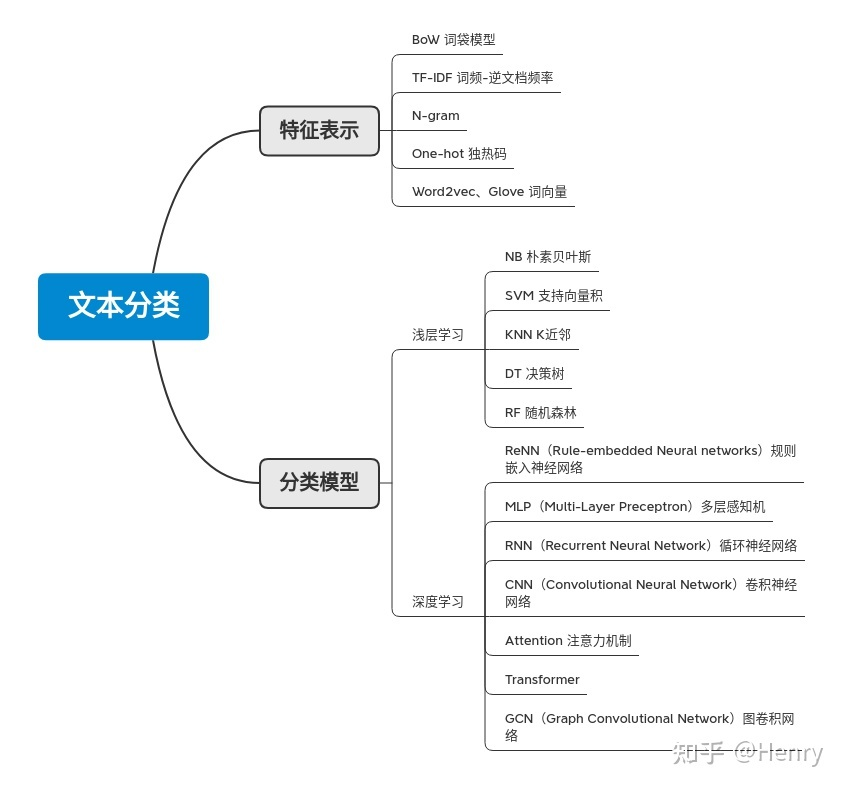 BoW 词袋模型
TF-IDF 词频-逆文档频率
N-gram
One-hot 独热码
Word2vec、Glove 词向量
特征表示
文本分类
分类模型
浅层学习
NB 朴素贝叶斯
SVM 支持向量积
KNN K近邻
DT 决策树
RF 随机森林
深度学习
ReNN（Rule-embedded Neural networks）规则
嵌入神经网络
MLP（Multi-Layer Preceptron）多层感知机
RNN（Recurrent Neural Network）循环神经网络
CNN（Convolutional Neural Network）卷积神经
网络
Attention 注意力机制
Transformer
GCN（Graph Convolutional Network）图卷积网
络
知乎 @Henry